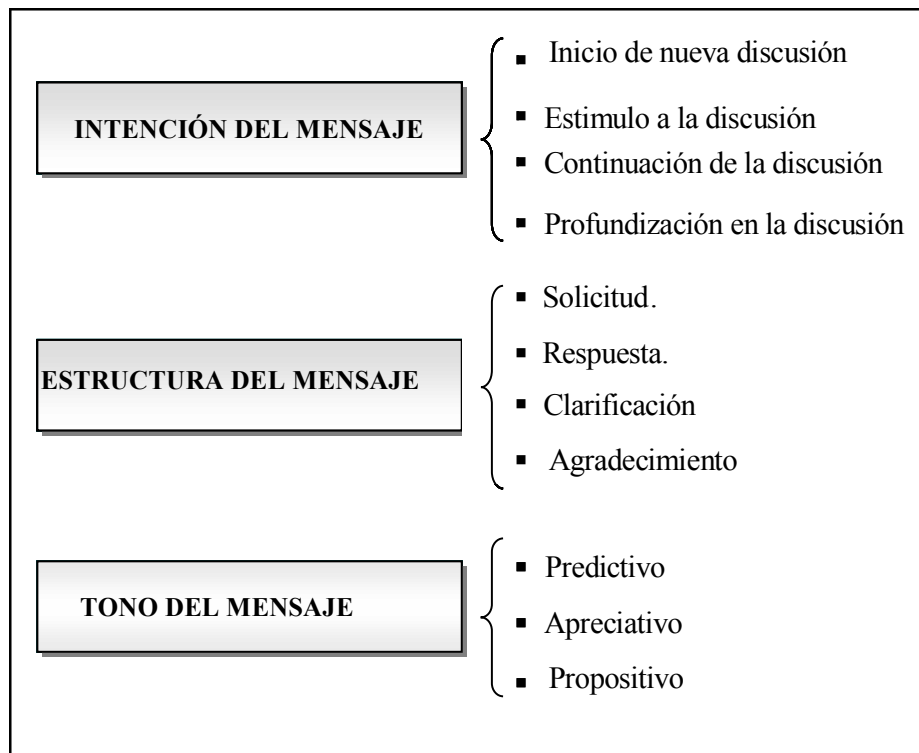 INTENCIÓN DEL MENSAJE
▪ Inicio de nueva discusión
▪ Estimulo a la discusión
▪ Continuación de la discusión
▪ Profundización en la discusión
ESTRUCTURA DEL MENSAJE
▪ Solicitud.
▪ Respuesta.
▪ Clarificación
▪ Agradecimiento
TONO DEL MENSAJE
▪ Predictivo
▪ Apreciativo
▪ Propositivo